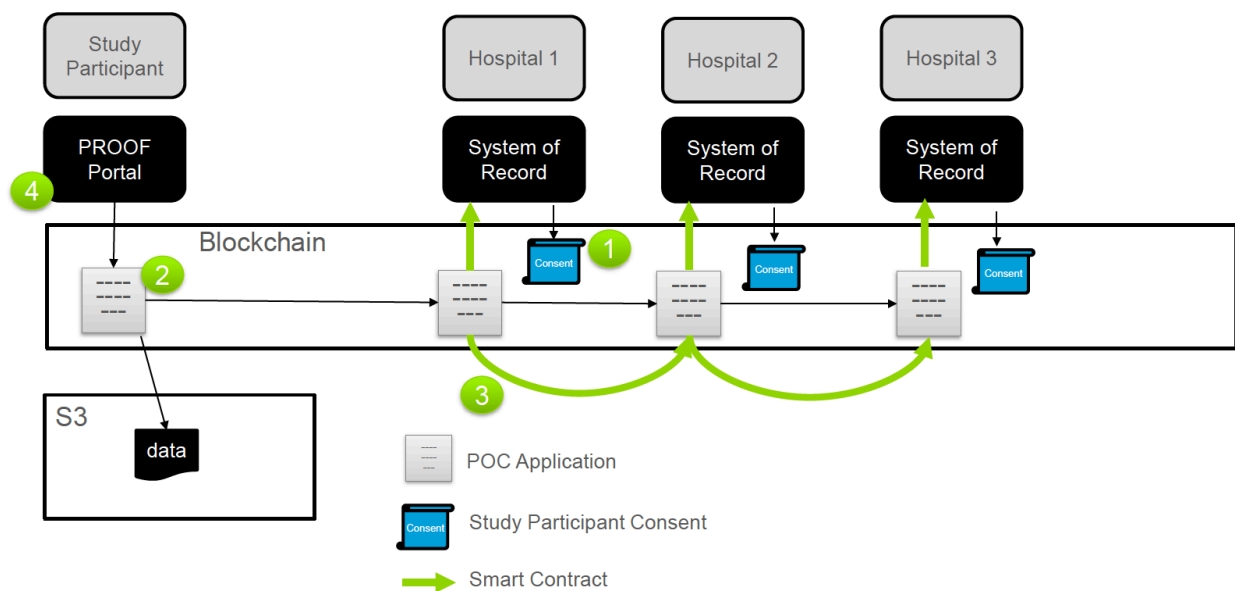 Study
Participant
Hospital 1
Hospital 2
Hospital 3
PROOF
Portal
System of
Record
System of
Record
System of
Record
4
Blockchain
1
Consent
Consent
Consent
2
3
S3
data
POC Application
Consent
Study Participant Consent
Smart Contract